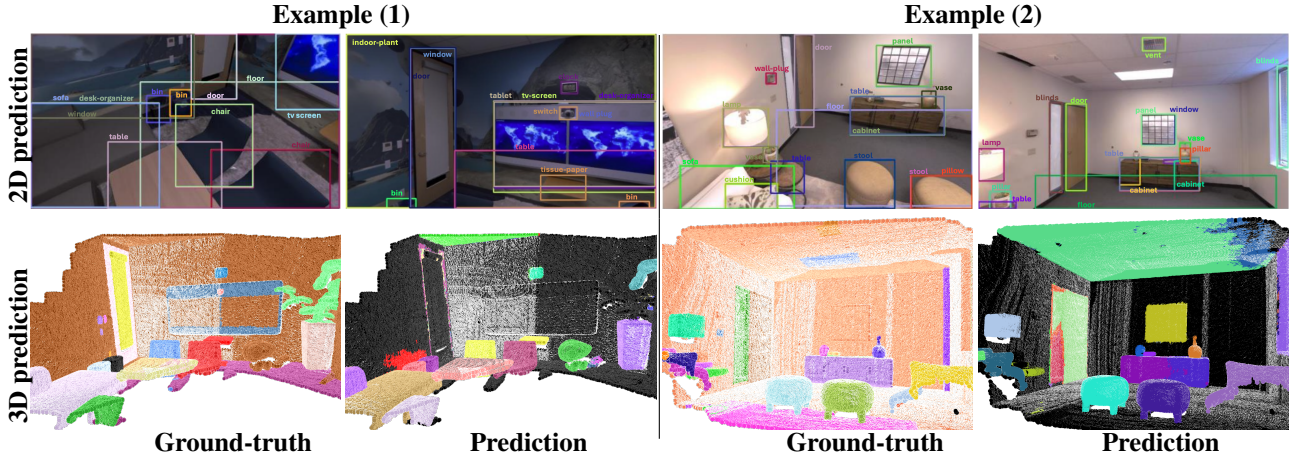 Example (1)
Example (2)
2D prediction
sofa
desk-organizer
bin
bin
floor
door
chair
window
tv screen
table
indoor-plant
window
door
tablet
tv-screen
switch
table
tissue-paper
bin
bin
door
panel
wall-plug
table
vase
lamp
floor
cabinet
table
stool
cushion
stool
pillar
vent
blinds
blinds
door
panel
window
lamp
table
vase
pillar
cabinet
cabinet
table
floor
3D prediction
Ground-truth
Prediction
Ground-truth
Prediction